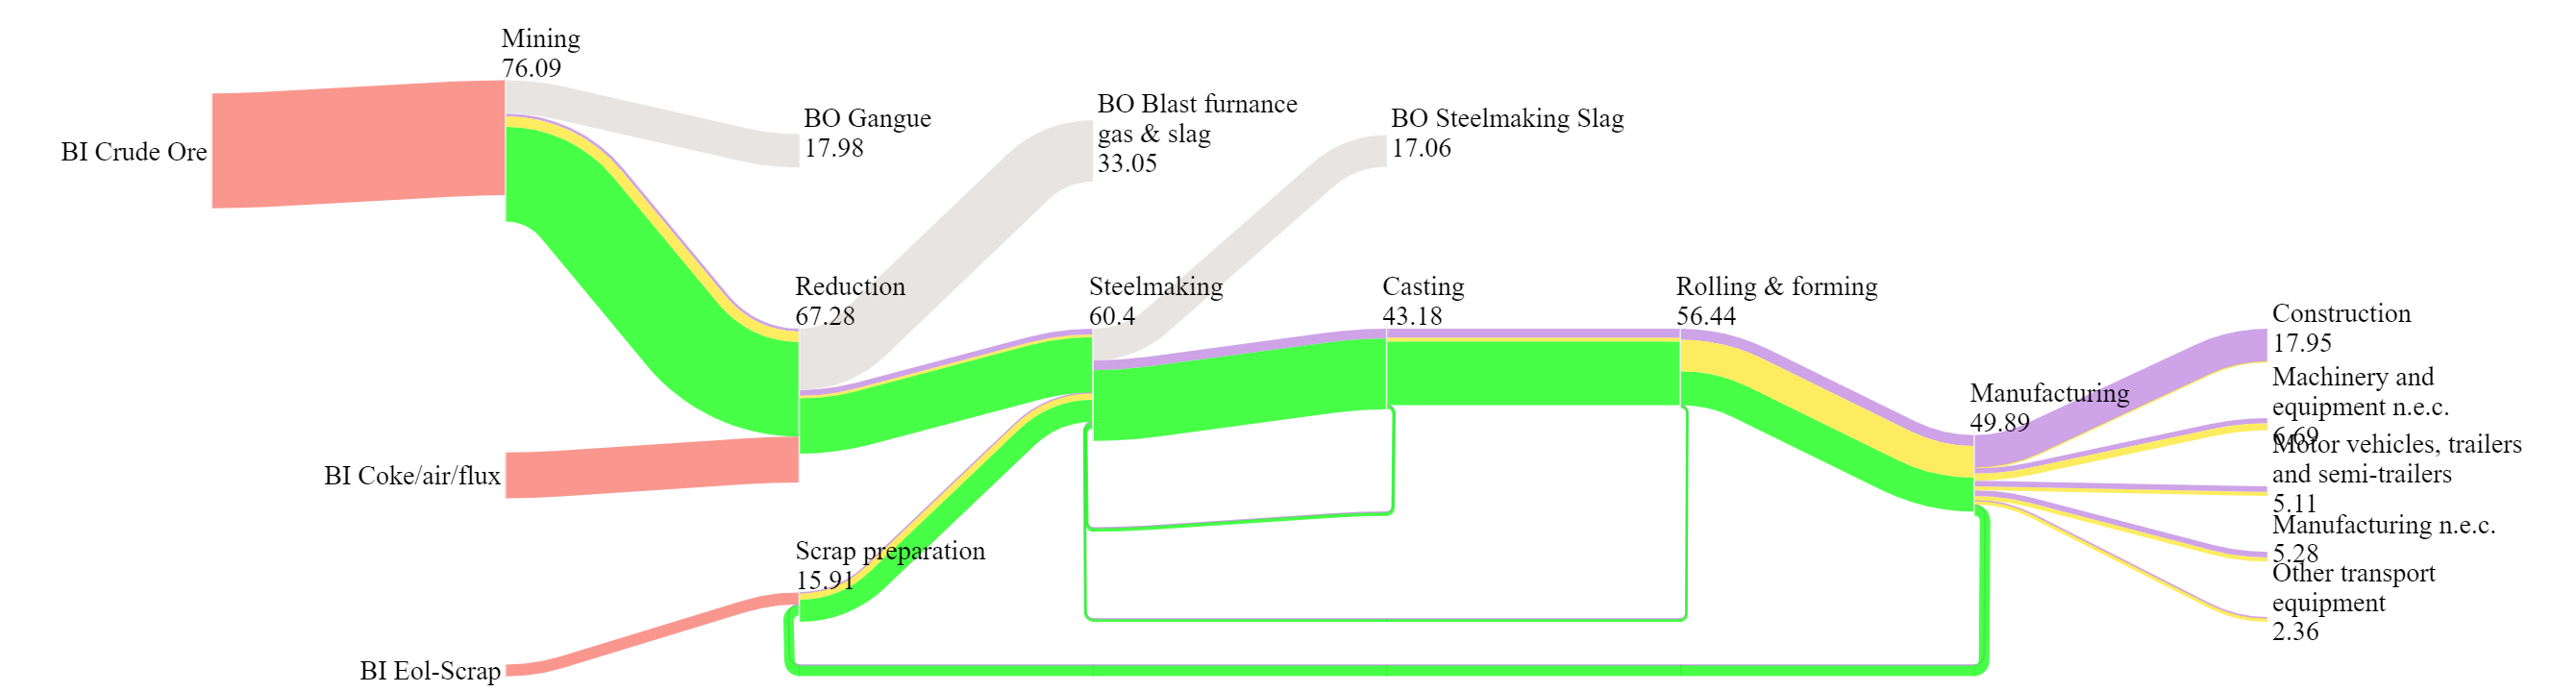 Mining
76.09
BI Crude Ore
BO Gangue
17.98
BO Blast furnance
gas & slag
33.05
BO Steelmaking Slag
17.06
Reduction
67.28
Steelmaking
60.4
Casting
43.18
Rolling & forming
56.44
Manufacturing
49.89
Construction
17.95
Machinery and
equipment n.e.c.
6.69
Motor vehicles, trailers
and semi-trailers
5.11
Manufacturing n.e.c.
5.28
Other transport
equipment
2.36
BI Coke/air/flux
Scrap preparation
15.91
BI Eol-Scrap